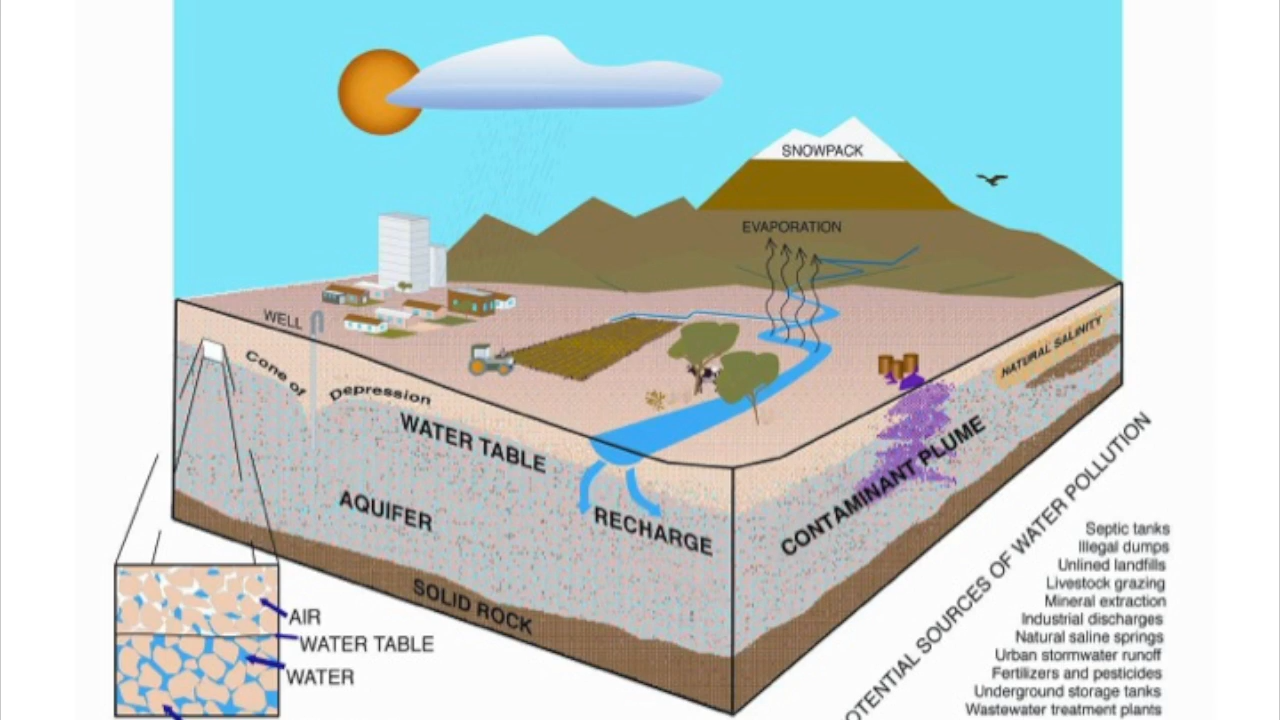 SNOWPACK
EVAPORATION
WELL
Cone of
Depression
NATURAL SALINITY
WATER TABLE
AQUIFER
RECHARGE
CONTAMINANT PLUME
SOLID ROCK
AIR
WATER TABLE
WATER
OTENTIAL SOURCES OF WATER POLLUTION
Septic tanks
Illegal dumps
Unlined landfills
Livestock grazing
Mineral extraction
Industrial discharges
Natural saline springs
Urban stormwater runoff
Fertilizers and pesticides
Underground storage tanks
Wastewater treatment plants